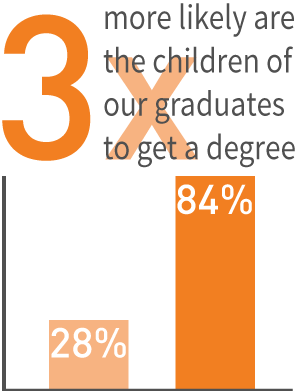 3x
more likely are
the children of
our graduates
to get a degree
84%
28%